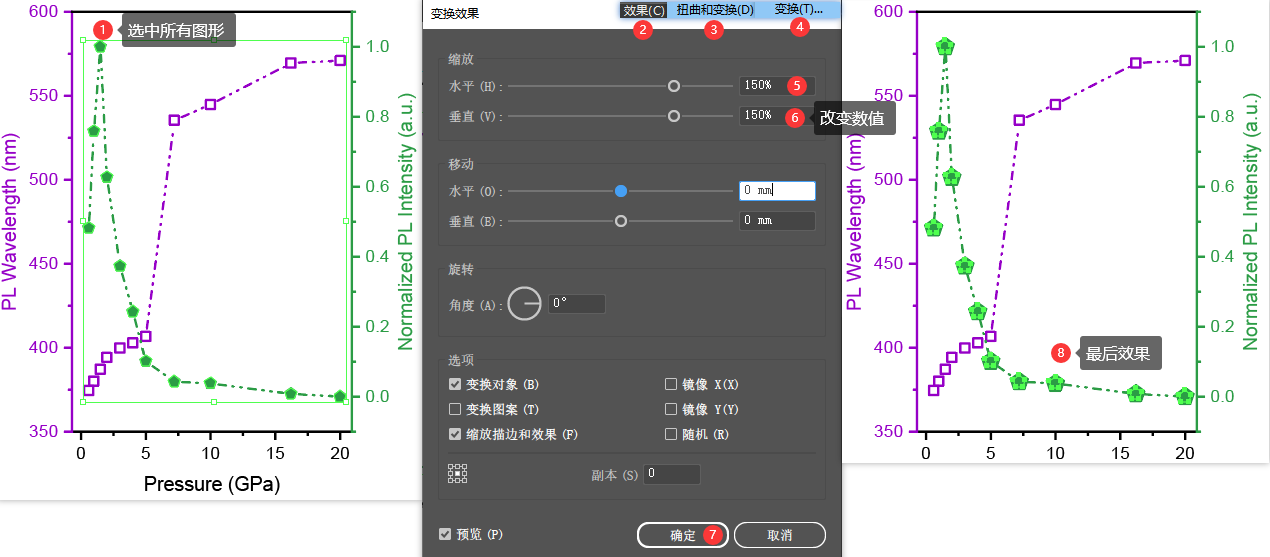 600
550
500
450
400
350
PL Wavelength (nm)
1
选中所有图形
1.0
0.8
0.6
0.4
0.2
0.0
Normalized PL Intensity (a.u.)
0
5
10
15
20
Pressure (GPa)
变换效果
效果(C)
扭曲和变换(D)
变换(T)...
2
3
4
缩放
水平 (H) :
150%
5
垂直 (V) :
150%
6
改变数值
移动
水平 (O) :
0 mm
垂直 (E) :
0 mm
旋转
角度 (A) :
0°
选项
变换对象 (B)
镜像 X(X)
变换图案 (T)
镜像 Y(Y)
缩放描边和效果 (F)
随机 (R)
副本 (S)
0
预览 (P)
确定
7
取消
600
550
500
450
400
350
PL Wavelength (nm)
1.0
0.8
0.6
0.4
0.2
0.0
Normalized PL Intensity (a.u.)
8
最后效果
0
5
10
15
20